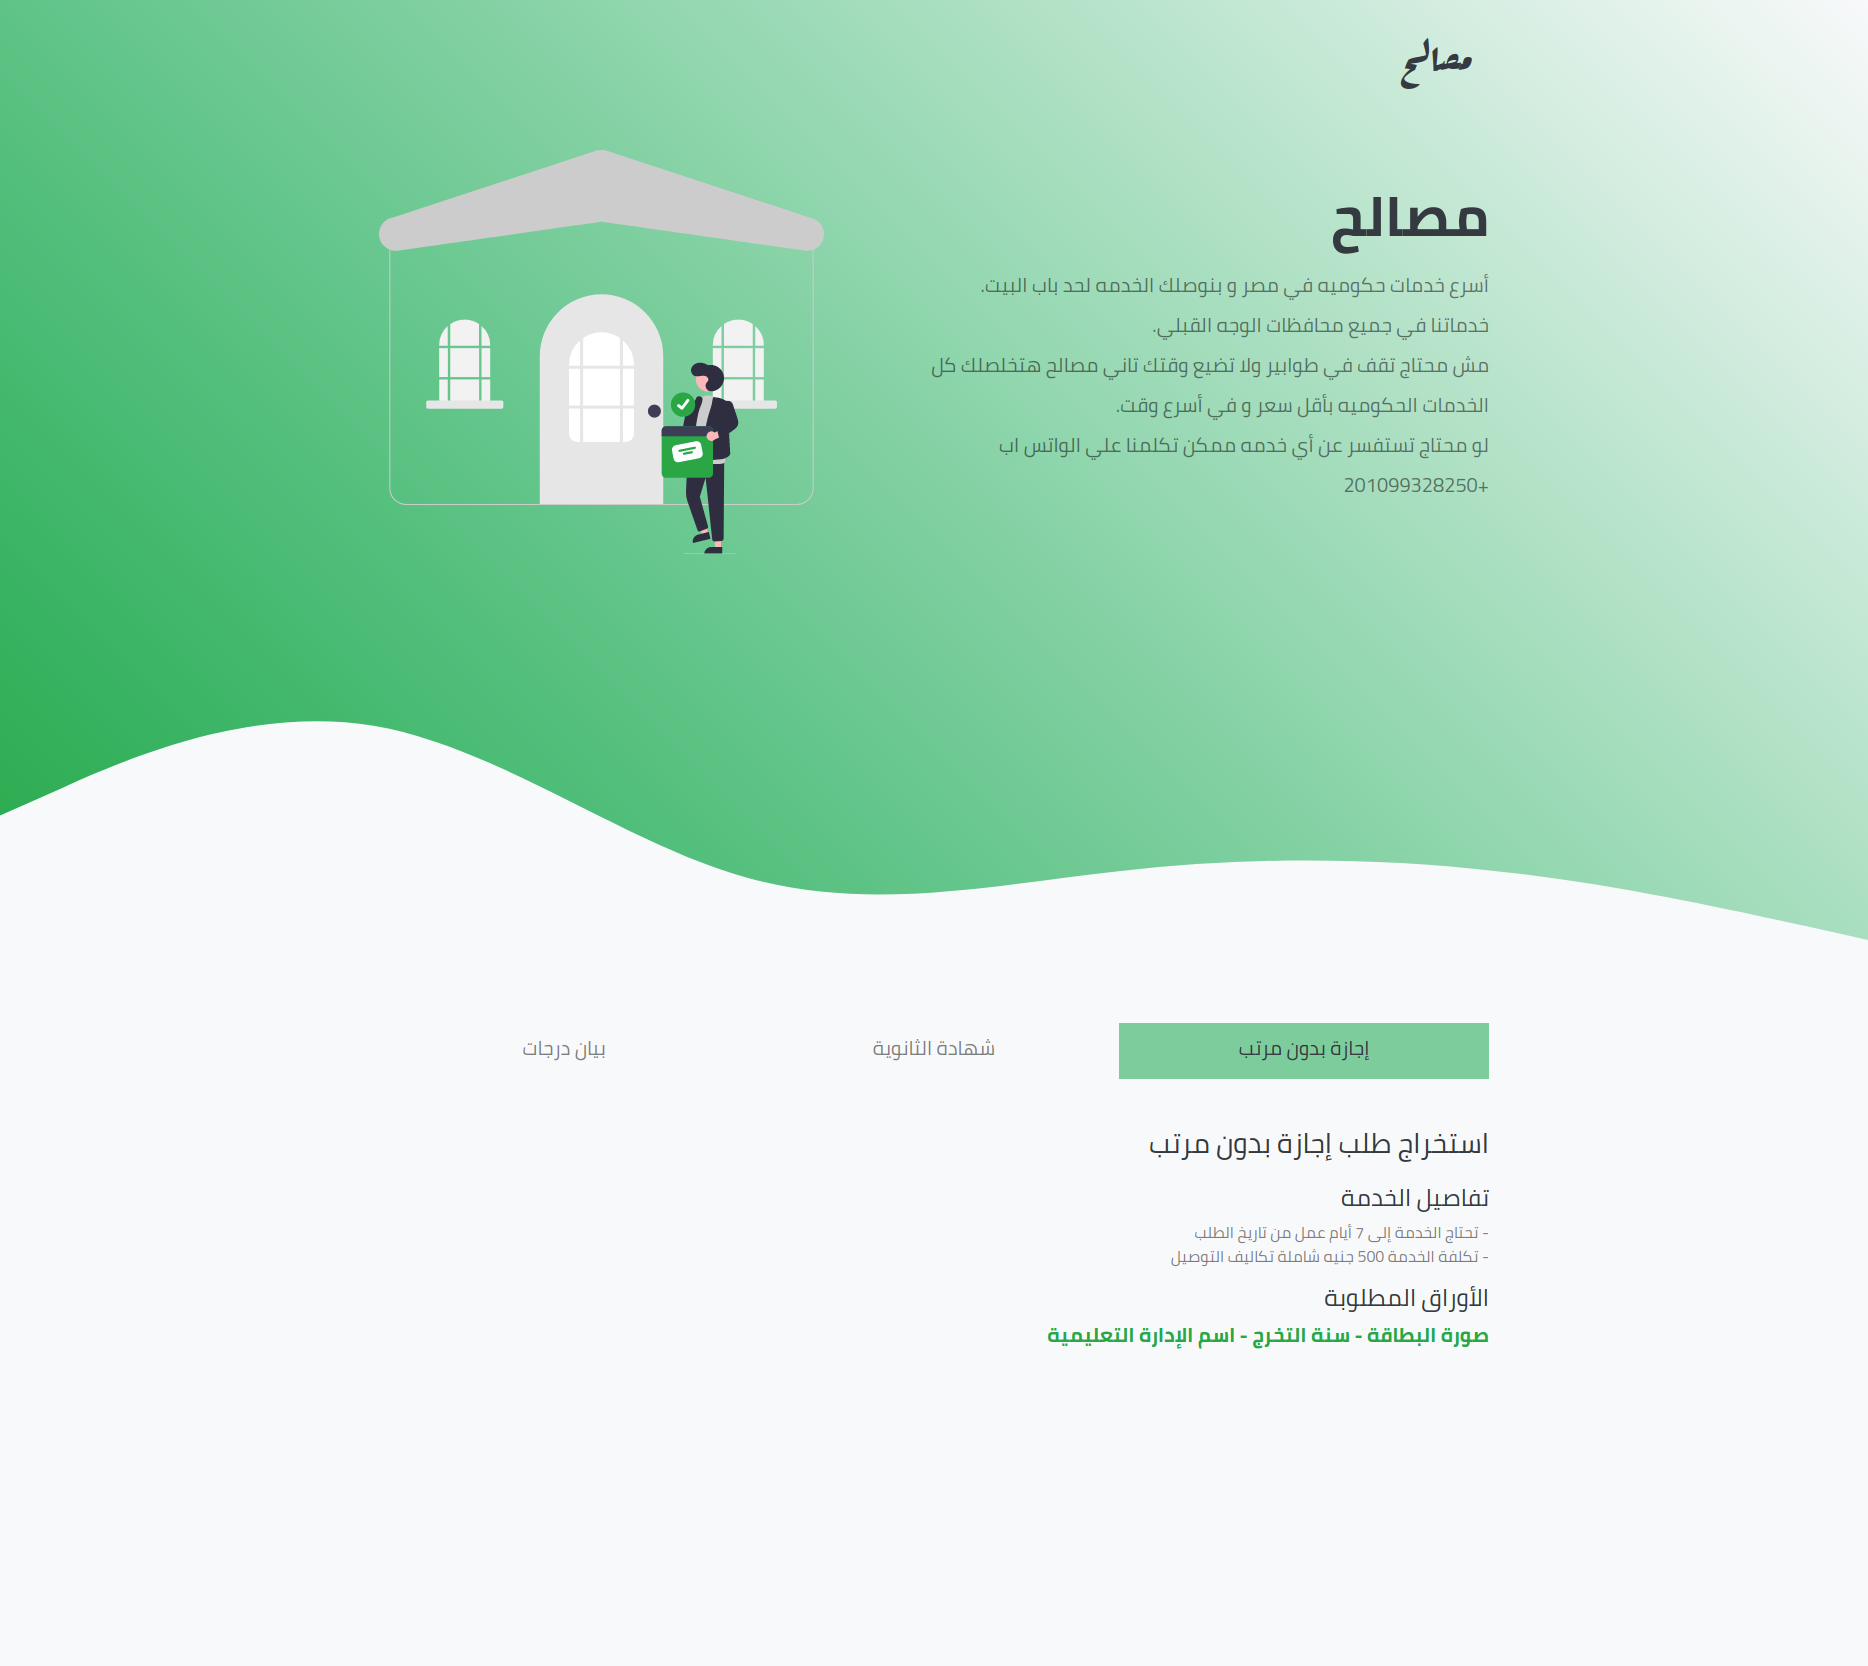 مصالح
مصالح
أسرع خدمات حكوميه في مصر و بنوصلك الخدمه لحد باب البيت.
خدماتنا في جميع محافظات الوجه القبلي.
مش محتاج تقف في طوابير ولا تضيع وقتك تاني مصالح هتخلصلك كل
الخدمات الحكوميه بأقل سعر و في أسرع وقت.
لو محتاج تستفسر عن أي خدمه ممكن تكلمنا علي الواتس اب
+201099328250
إجازة بدون مرتب
شهادة الثانوية
بيان درجات
استخراج طلب إجازة بدون مرتب
تفاصيل الخدمة
- تحتاج الخدمة إلى 7 أيام عمل من تاريخ الطلب
- تكلفة الخدمة 500 جنيه شاملة تكاليف التوصيل
الأوراق المطلوبة
صورة البطاقة - سنة التخرج - اسم الإدارة التعليمية